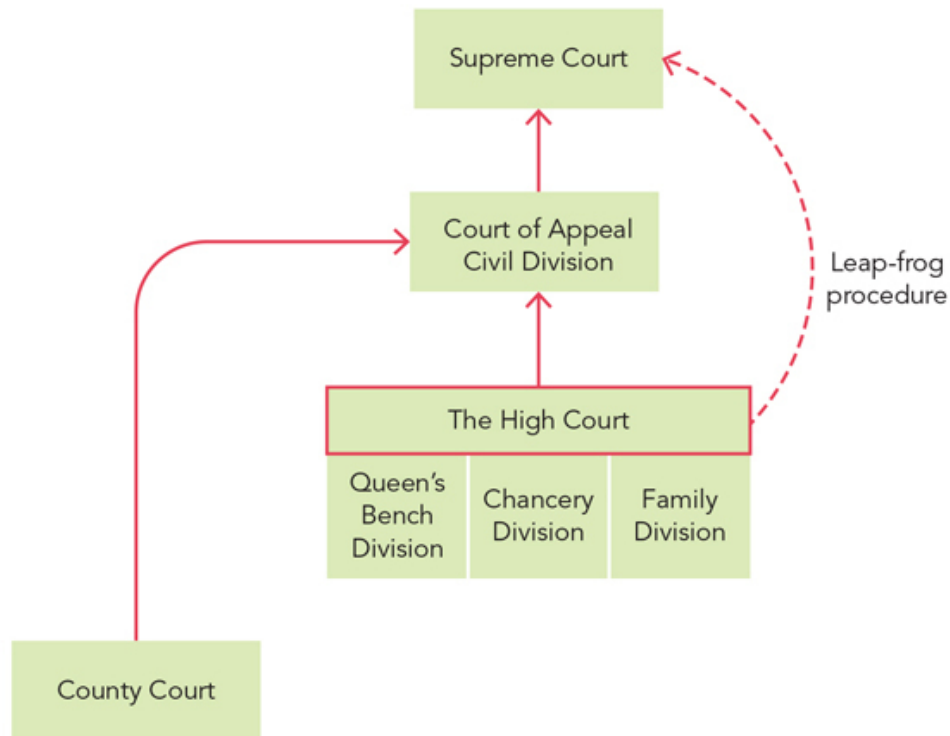 Supreme Court
Court of Appeal
Civil Division
Leap-frog
procedure
The High Court
Queen’s
Bench
Division
Chancery
Division
Family
Division
County Court